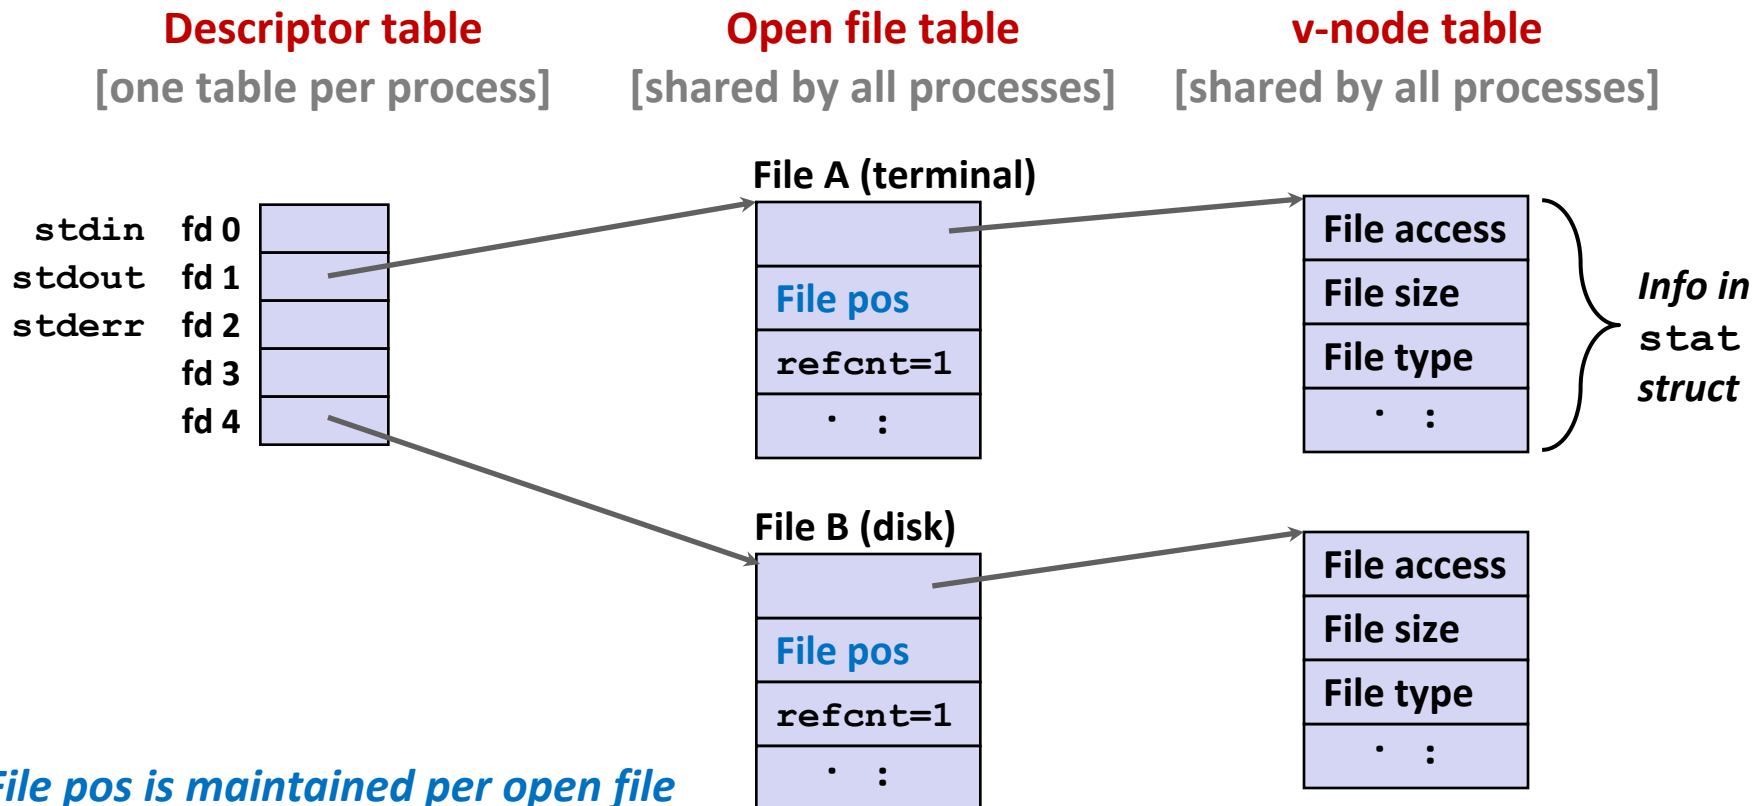 Descriptor table
[one table per process]
Open file table
[shared by all processes]
v-node table
[shared by all processes]
stdin fd 0
stdout fd 1
stderr fd 2
fd 3
fd 4
File A (terminal)
File pos
refcnt=1
File access
File size
File type
Info in
stat
struct
File B (disk)
File pos
refcnt=1
File access
File size
File type
File pos is maintained per open file